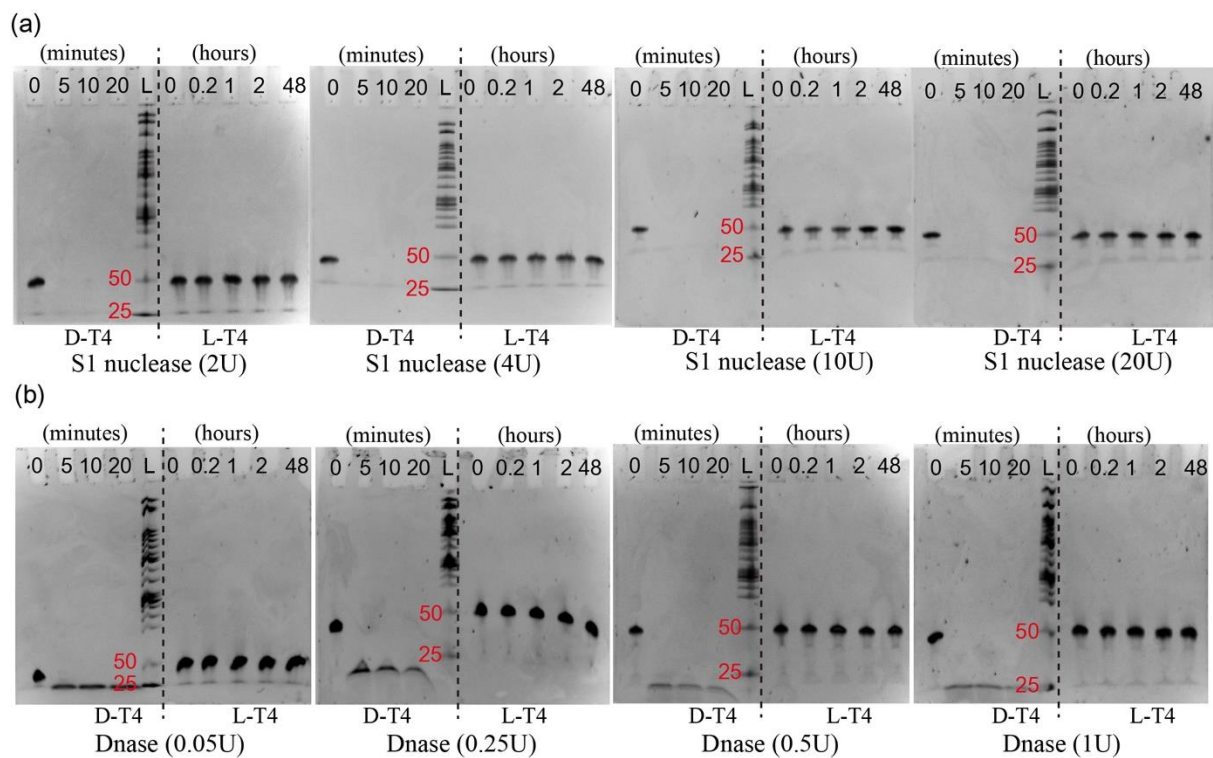 (a)
(minutes) (hours) (minutes) (hours) (minutes) (hours) (minutes) (hours)
0 5 10 20 L 0 0.2 1 2 48 0 5 10 20 L 0 0.2 1 2 48 0 5 10 20 L 0 0.2 1 2 48 0 5 10 20 L 0 0.2 1 2 48
50 50 50 50
25 25 25 25
D-T4 L-T4 D-T4 L-T4 D-T4 L-T4 D-T4 L-T4
S1 nuclease (2U) S1 nuclease (4U) S1 nuclease (10U) S1 nuclease (20U)
(b)
(minutes) (hours) (minutes) (hours) (minutes) (hours) (minutes) (hours)
0 5 10 20 L 0 0.2 1 2 48 0 5 10 20 L 0 0.2 1 2 48 0 5 10 20 L 0 0.2 1 2 48 0 5 10 20 L 0 0.2 1 2 48
50 50 50 50
25 25 25 25
D-T4 L-T4 D-T4 L-T4 D-T4 L-T4 D-T4 L-T4
Dnase (0.05U) Dnase (0.25U) Dnase (0.5U) Dnase (1U)